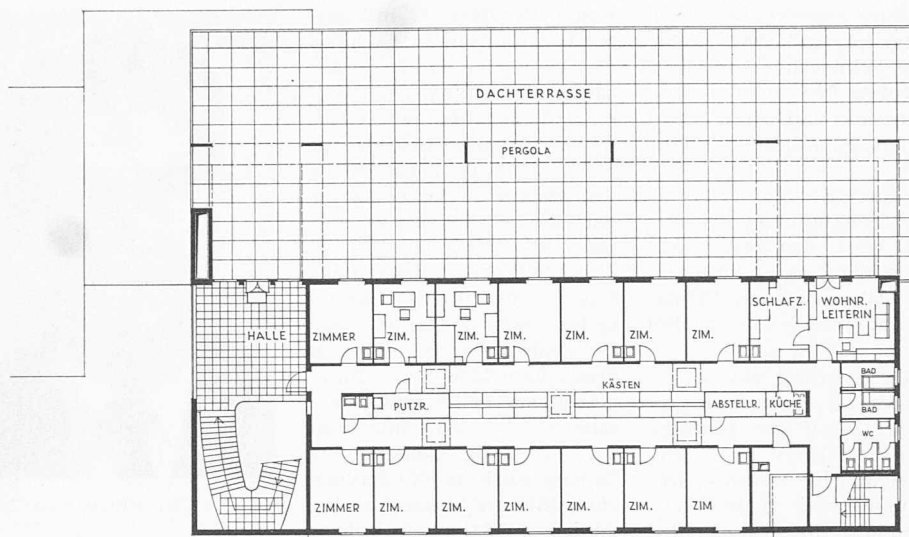 DACHTERRASSE
PERGOLA
HALLE
ZIMMER
ZIM.
ZIM.
ZIM.
ZIM.
ZIM.
ZIM.
SCHLAFZ.
WOHNR.
LEITERIN
KÄSTEN
PUTZR.
ABSTELLR.
KÜCHE
BAD
BAD
WC
ZIMMER
ZIM.
ZIM.
ZIM.
ZIM.
ZIM.
ZIM